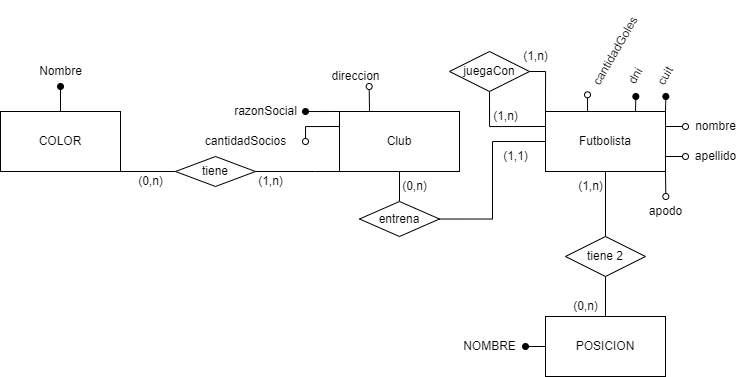 cantidadGoles
dni
cuit
(1,n)
Nombre
direccion
juegaCon
razonSocial
(1,n)
nombre
COLOR
cantidadSocios
Club
Futbolista
(1,1)
apellido
tiene
(0,n)
(1,n)
(0,n)
(1,n)
apodo
entrena
tiene 2
(0,n)
NOMBRE
POSICION